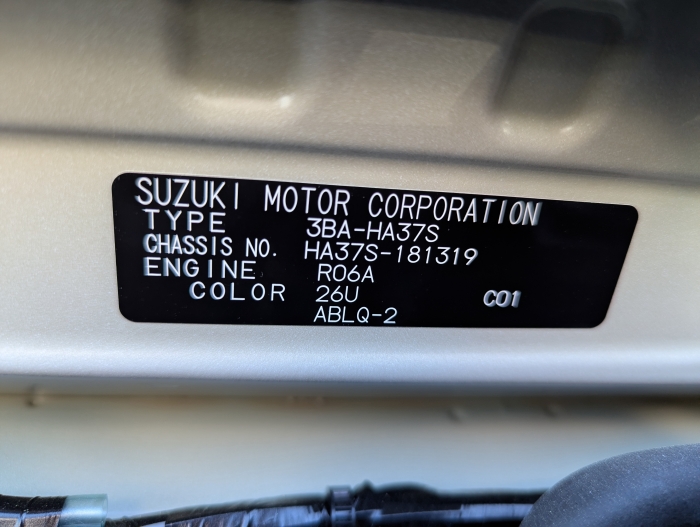 SUZUKI MOTOR CORPORATION
TYPE 3BA-HA37S
CHASSIS NO. HA37S-181319
ENGINE R06A
COLOR 26U C01
ABLQ-2